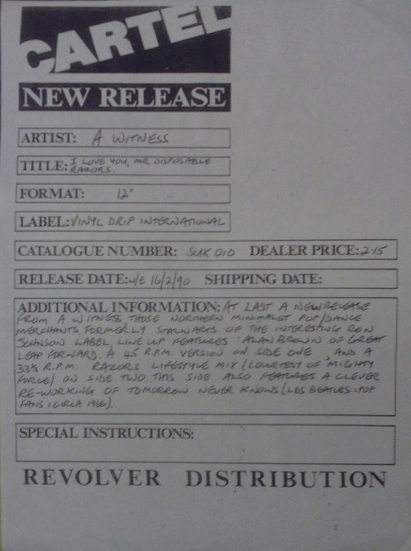 CARTEL
NEW RELEASE
ARTIST: A WITNESS
TITLE: I LOVE YOU, MR DISPOSABLE
RAZORS.
FORMAT: 12"
LABEL: VINYL DRIP INTERNATIONAL
CATALOGUE NUMBER: SUK 010 DEALER PRICE: 2.15
RELEASE DATE: W/E 16/2/90 SHIPPING DATE:
ADDITIONAL INFORMATION: AT LAST A NEW RELEASE
FROM A WITNESS THOSE NORTHERN MINIMALIST POP/DANCE
MERCHANTS, FORMERLY STALWARTS OF THE INTERESTING RON
JOHNSON LABEL. LINE UP FEATURES ALAN BROWN OF GREAT
LEAP FORWARD. A 45 R.P.M. VERSION ON SIDE ONE, AND A
33⅓ R.P.M. RAZORS LIFESTYLE MIX (COURTESY OF MIGHTY
FORCE) ON SIDE TWO. THIS SIDE ALSO FEATURES A CLEVER
RE-WORKING OF TOMORROW NEVER KNOWS (LES BEATLES: POP
FANS: CIRCA 1966).
SPECIAL INSTRUCTIONS:
REVOLVER DISTRIBUTION